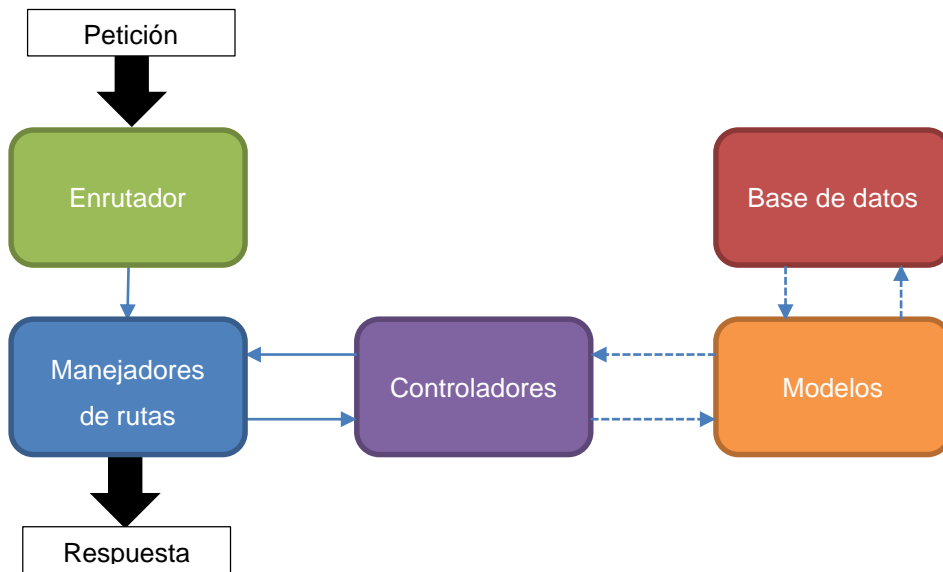 Petición
Enrutador
Base de datos
Manejadores
de rutas
Controladores
Modelos
Respuesta